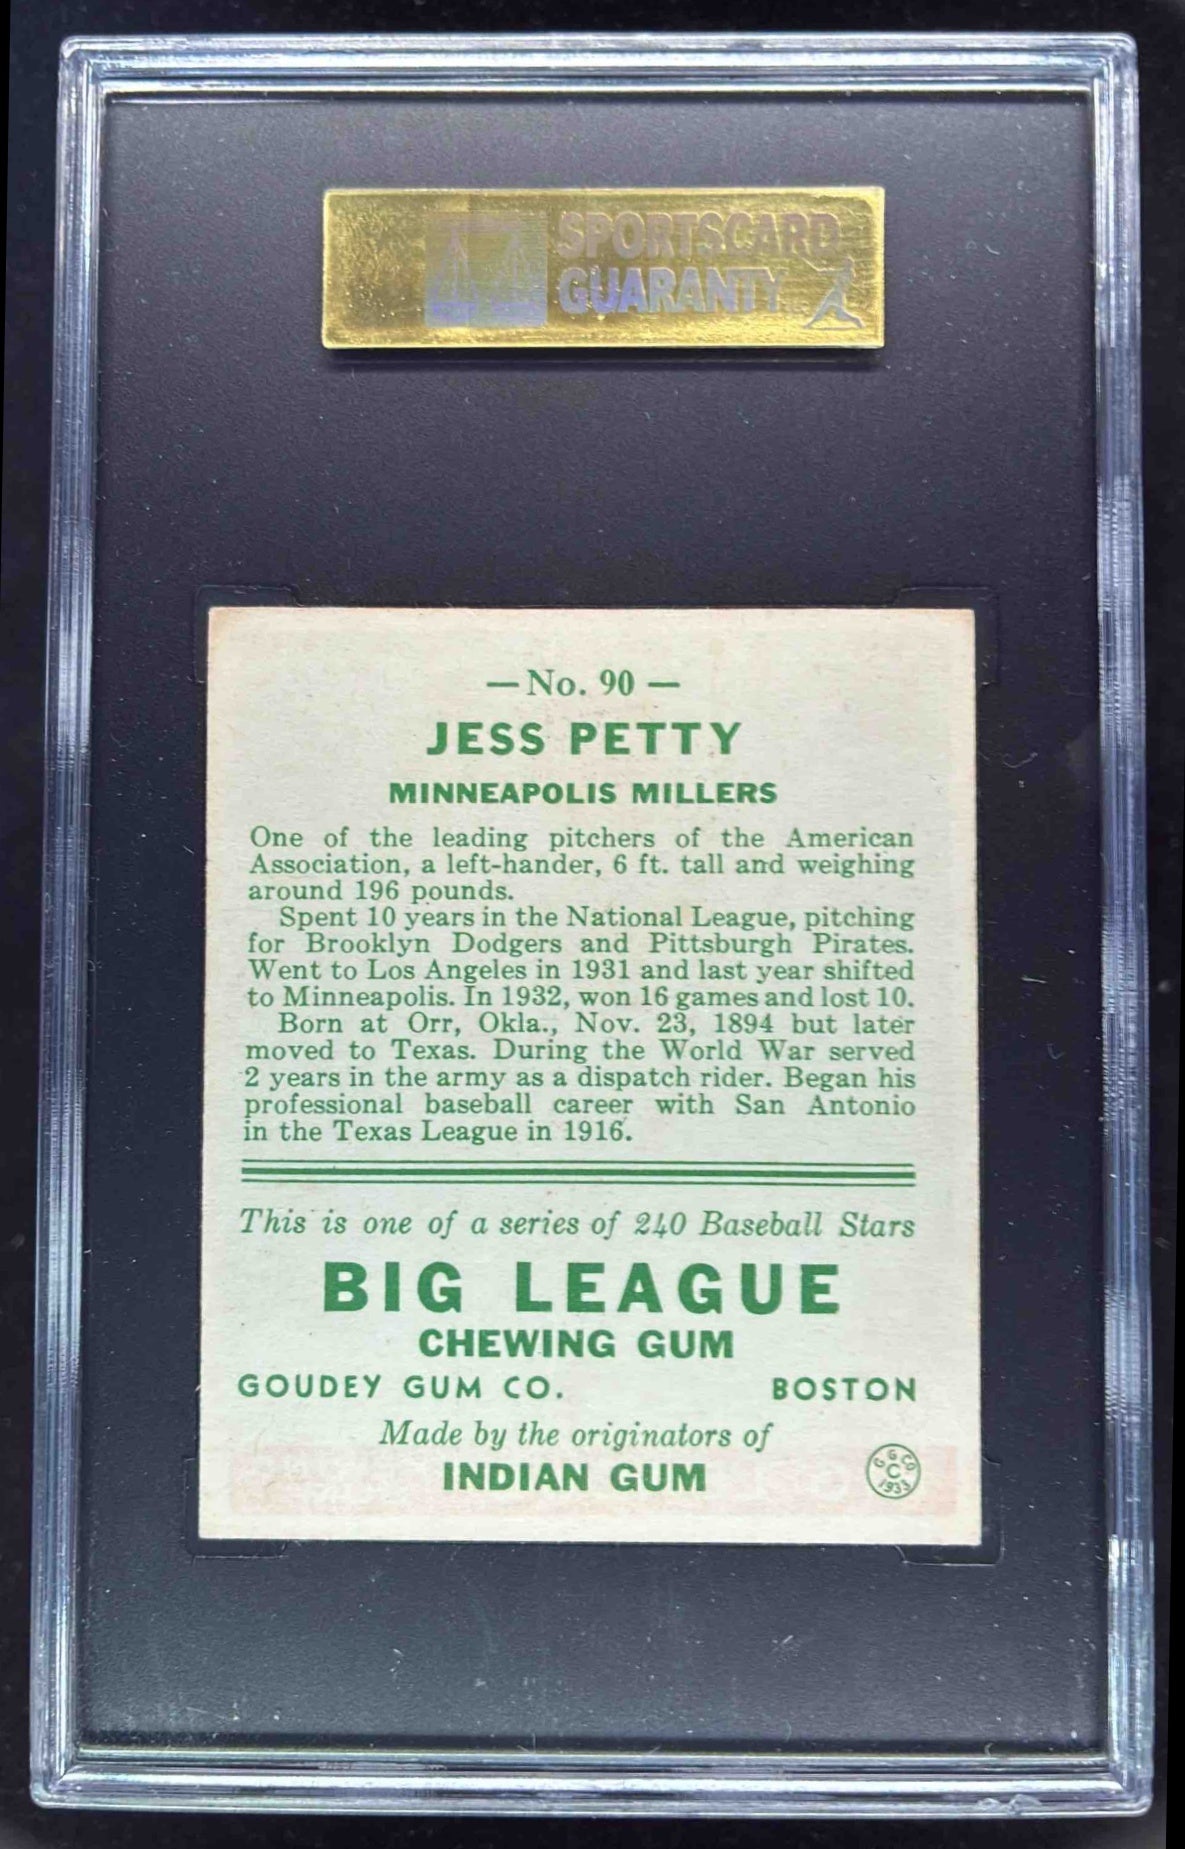 SPORTSCARD
GUARANTY
— No. 90 —
JESS PETTY
MINNEAPOLIS MILLERS
One of the leading pitchers of the American
Association, a left-hander, 6 ft. tall and weighing
around 196 pounds.
Spent 10 years in the National League, pitching
for Brooklyn Dodgers and Pittsburgh Pirates.
Went to Los Angeles in 1931 and last year shifted
to Minneapolis. In 1932, won 16 games and lost 10.
Born at Orr, Okla., Nov. 23, 1894 but later
moved to Texas. During the World War served
2 years in the army as a dispatch rider. Began his
professional baseball career with San Antonio
in the Texas League in 1916.
This is one of a series of 240 Baseball Stars
BIG LEAGUE
CHEWING GUM
GOUDEY GUM CO. BOSTON
Made by the originators of
INDIAN GUM
G G CO
C
1933